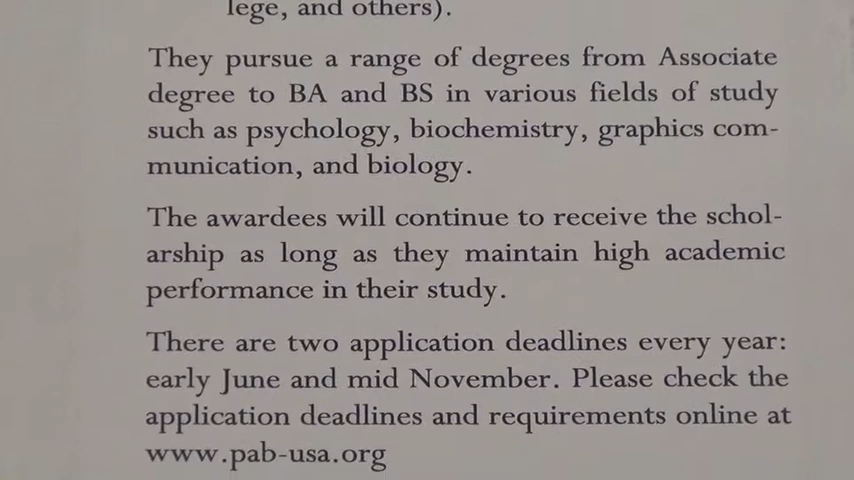 lege, and others).
They pursue a range of degrees from Associate
degree to BA and BS in various fields of study
such as psychology, biochemistry, graphics com-
munication, and biology.
The awardees will continue to receive the schol-
arship as long as they maintain high academic
performance in their study.
There are two application deadlines every year:
early June and mid November. Please check the
application deadlines and requirements online at
www.pab-usa.org